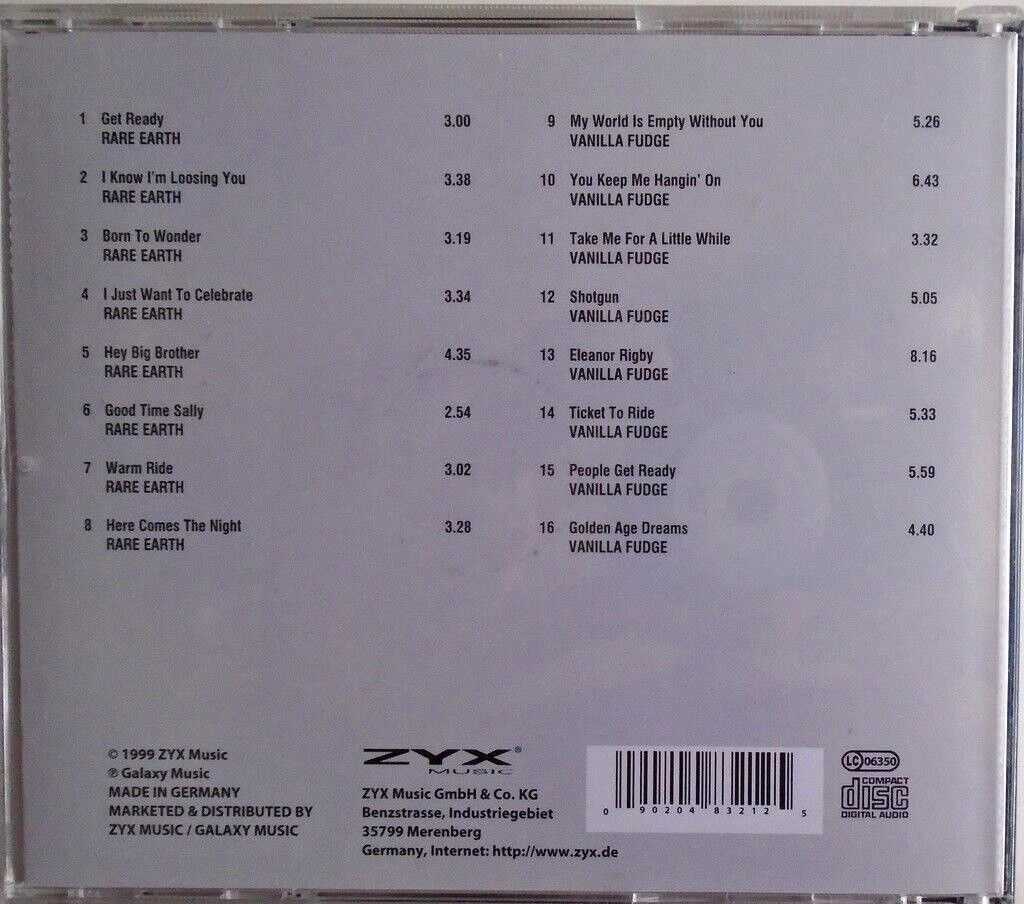 1 Get Ready 3.00
RARE EARTH
2 I Know I'm Loosing You 3.38
RARE EARTH
3 Born To Wonder 3.19
RARE EARTH
4 I Just Want To Celebrate 3.34
RARE EARTH
5 Hey Big Brother 4.35
RARE EARTH
6 Good Time Sally 2.54
RARE EARTH
7 Warm Ride 3.02
RARE EARTH
8 Here Comes The Night 3.28
RARE EARTH
9 My World Is Empty Without You 5.26
VANILLA FUDGE
10 You Keep Me Hangin' On 6.43
VANILLA FUDGE
11 Take Me For A Little While 3.32
VANILLA FUDGE
12 Shotgun 5.05
VANILLA FUDGE
13 Eleanor Rigby 8.16
VANILLA FUDGE
14 Ticket To Ride 5.33
VANILLA FUDGE
15 People Get Ready 5.59
VANILLA FUDGE
16 Golden Age Dreams 4.40
VANILLA FUDGE
© 1999 ZYX Music
℗ Galaxy Music
MADE IN GERMANY
MARKETED & DISTRIBUTED BY
ZYX MUSIC / GALAXY MUSIC
ZYX®
MUSIC
ZYX Music GmbH & Co. KG
Benzstrasse, Industriegebiet
35799 Merenberg
Germany, Internet: http://www.zyx.de
0 90204 83212 5
LC 06350
COMPACT
disc
DIGITAL AUDIO